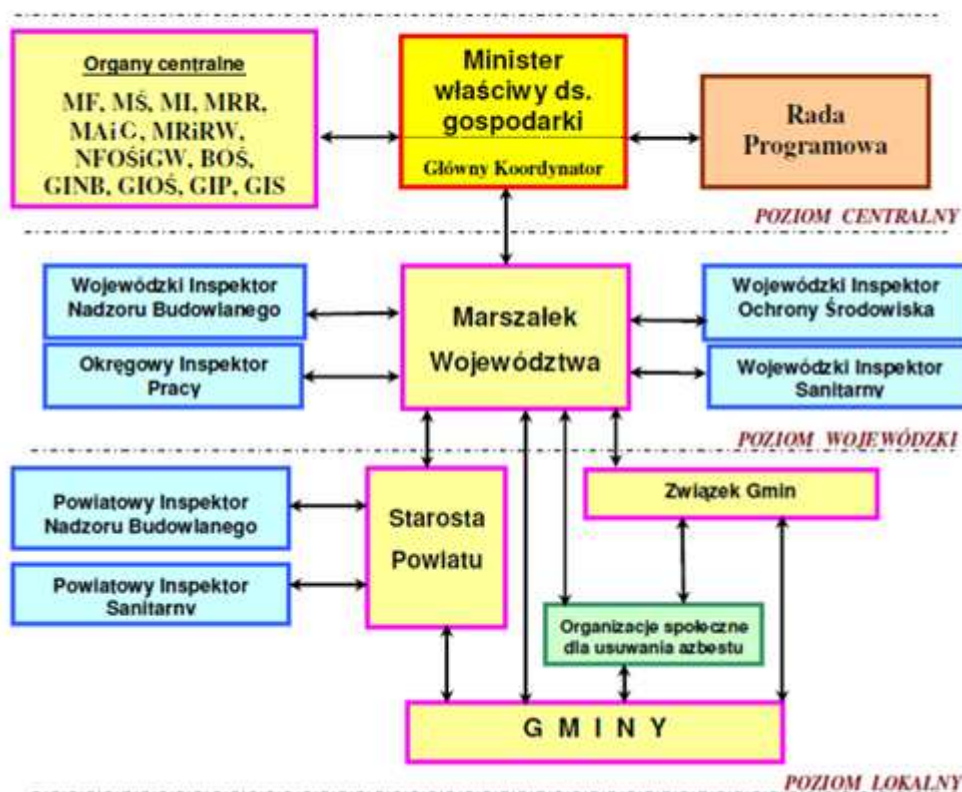 Organy centralne
MF, MŚ, MI, MRR,
MAiC, MRiRW,
NFOŚiGW, BOŚ,
GINB, GIOŚ, GIP, GIS
Minister
właściwy ds.
gospodarki
Główny Koordynator
Rada
Programowa
POZIOM CENTRALNY
Wojewódzki Inspektor
Nadzoru Budowlanego
Okręgowy Inspektor
Pracy
Marszałek
Województwa
Wojewódzki Inspektor
Ochrony Środowiska
Wojewódzki Inspektor
Sanitarny
POZIOM WOJEWÓDZKI
Powiatowy Inspektor
Nadzoru Budowlanego
Powiatowy Inspektor
Sanitarny
Starosta
Powiatu
Związek Gmin
Organizacje społeczne
dla usuwania azbestu
G M I N Y
POZIOM LOKALNY